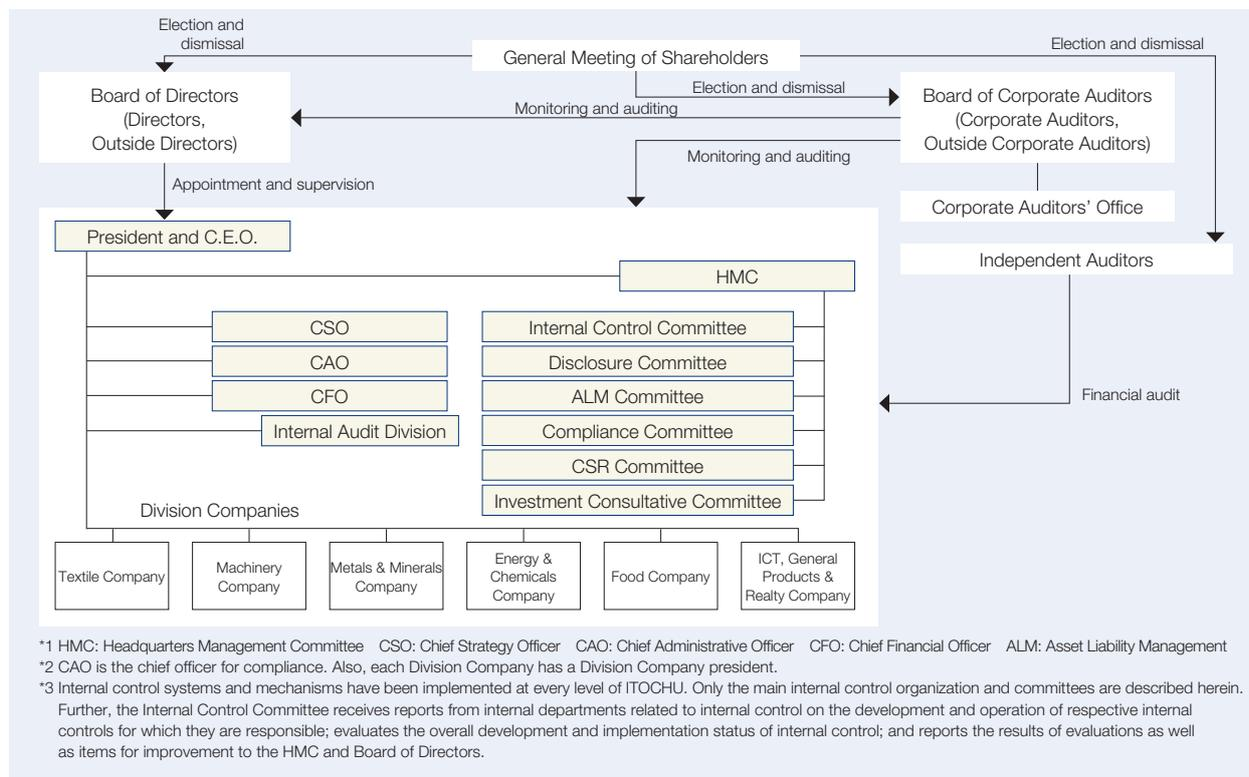 Election and
dismissal
General Meeting of Shareholders
Election and dismissal
Board of Directors
(Directors,
Outside Directors)
Election and dismissal
Monitoring and auditing
Board of Corporate Auditors
(Corporate Auditors,
Outside Corporate Auditors)
Monitoring and auditing
Appointment and supervision
Corporate Auditors’ Office
President and C.E.O.
Independent Auditors
HMC
CSO
Internal Control Committee
CAO
Disclosure Committee
CFO
ALM Committee
Financial audit
Internal Audit Division
Compliance Committee
CSR Committee
Investment Consultative Committee
Division Companies
Textile Company
Machinery
Company
Metals & Minerals
Company
Energy &
Chemicals
Company
Food Company
ICT, General
Products &
Realty Company
*1 HMC: Headquarters Management Committee CSO: Chief Strategy Officer CAO: Chief Administrative Officer CFO: Chief Financial Officer ALM: Asset Liability Management
*2 CAO is the chief officer for compliance. Also, each Division Company has a Division Company president.
*3 Internal control systems and mechanisms have been implemented at every level of ITOCHU. Only the main internal control organization and committees are described herein.
Further, the Internal Control Committee receives reports from internal departments related to internal control on the development and operation of respective internal
controls for which they are responsible; evaluates the overall development and implementation status of internal control; and reports the results of evaluations as well
as items for improvement to the HMC and Board of Directors.